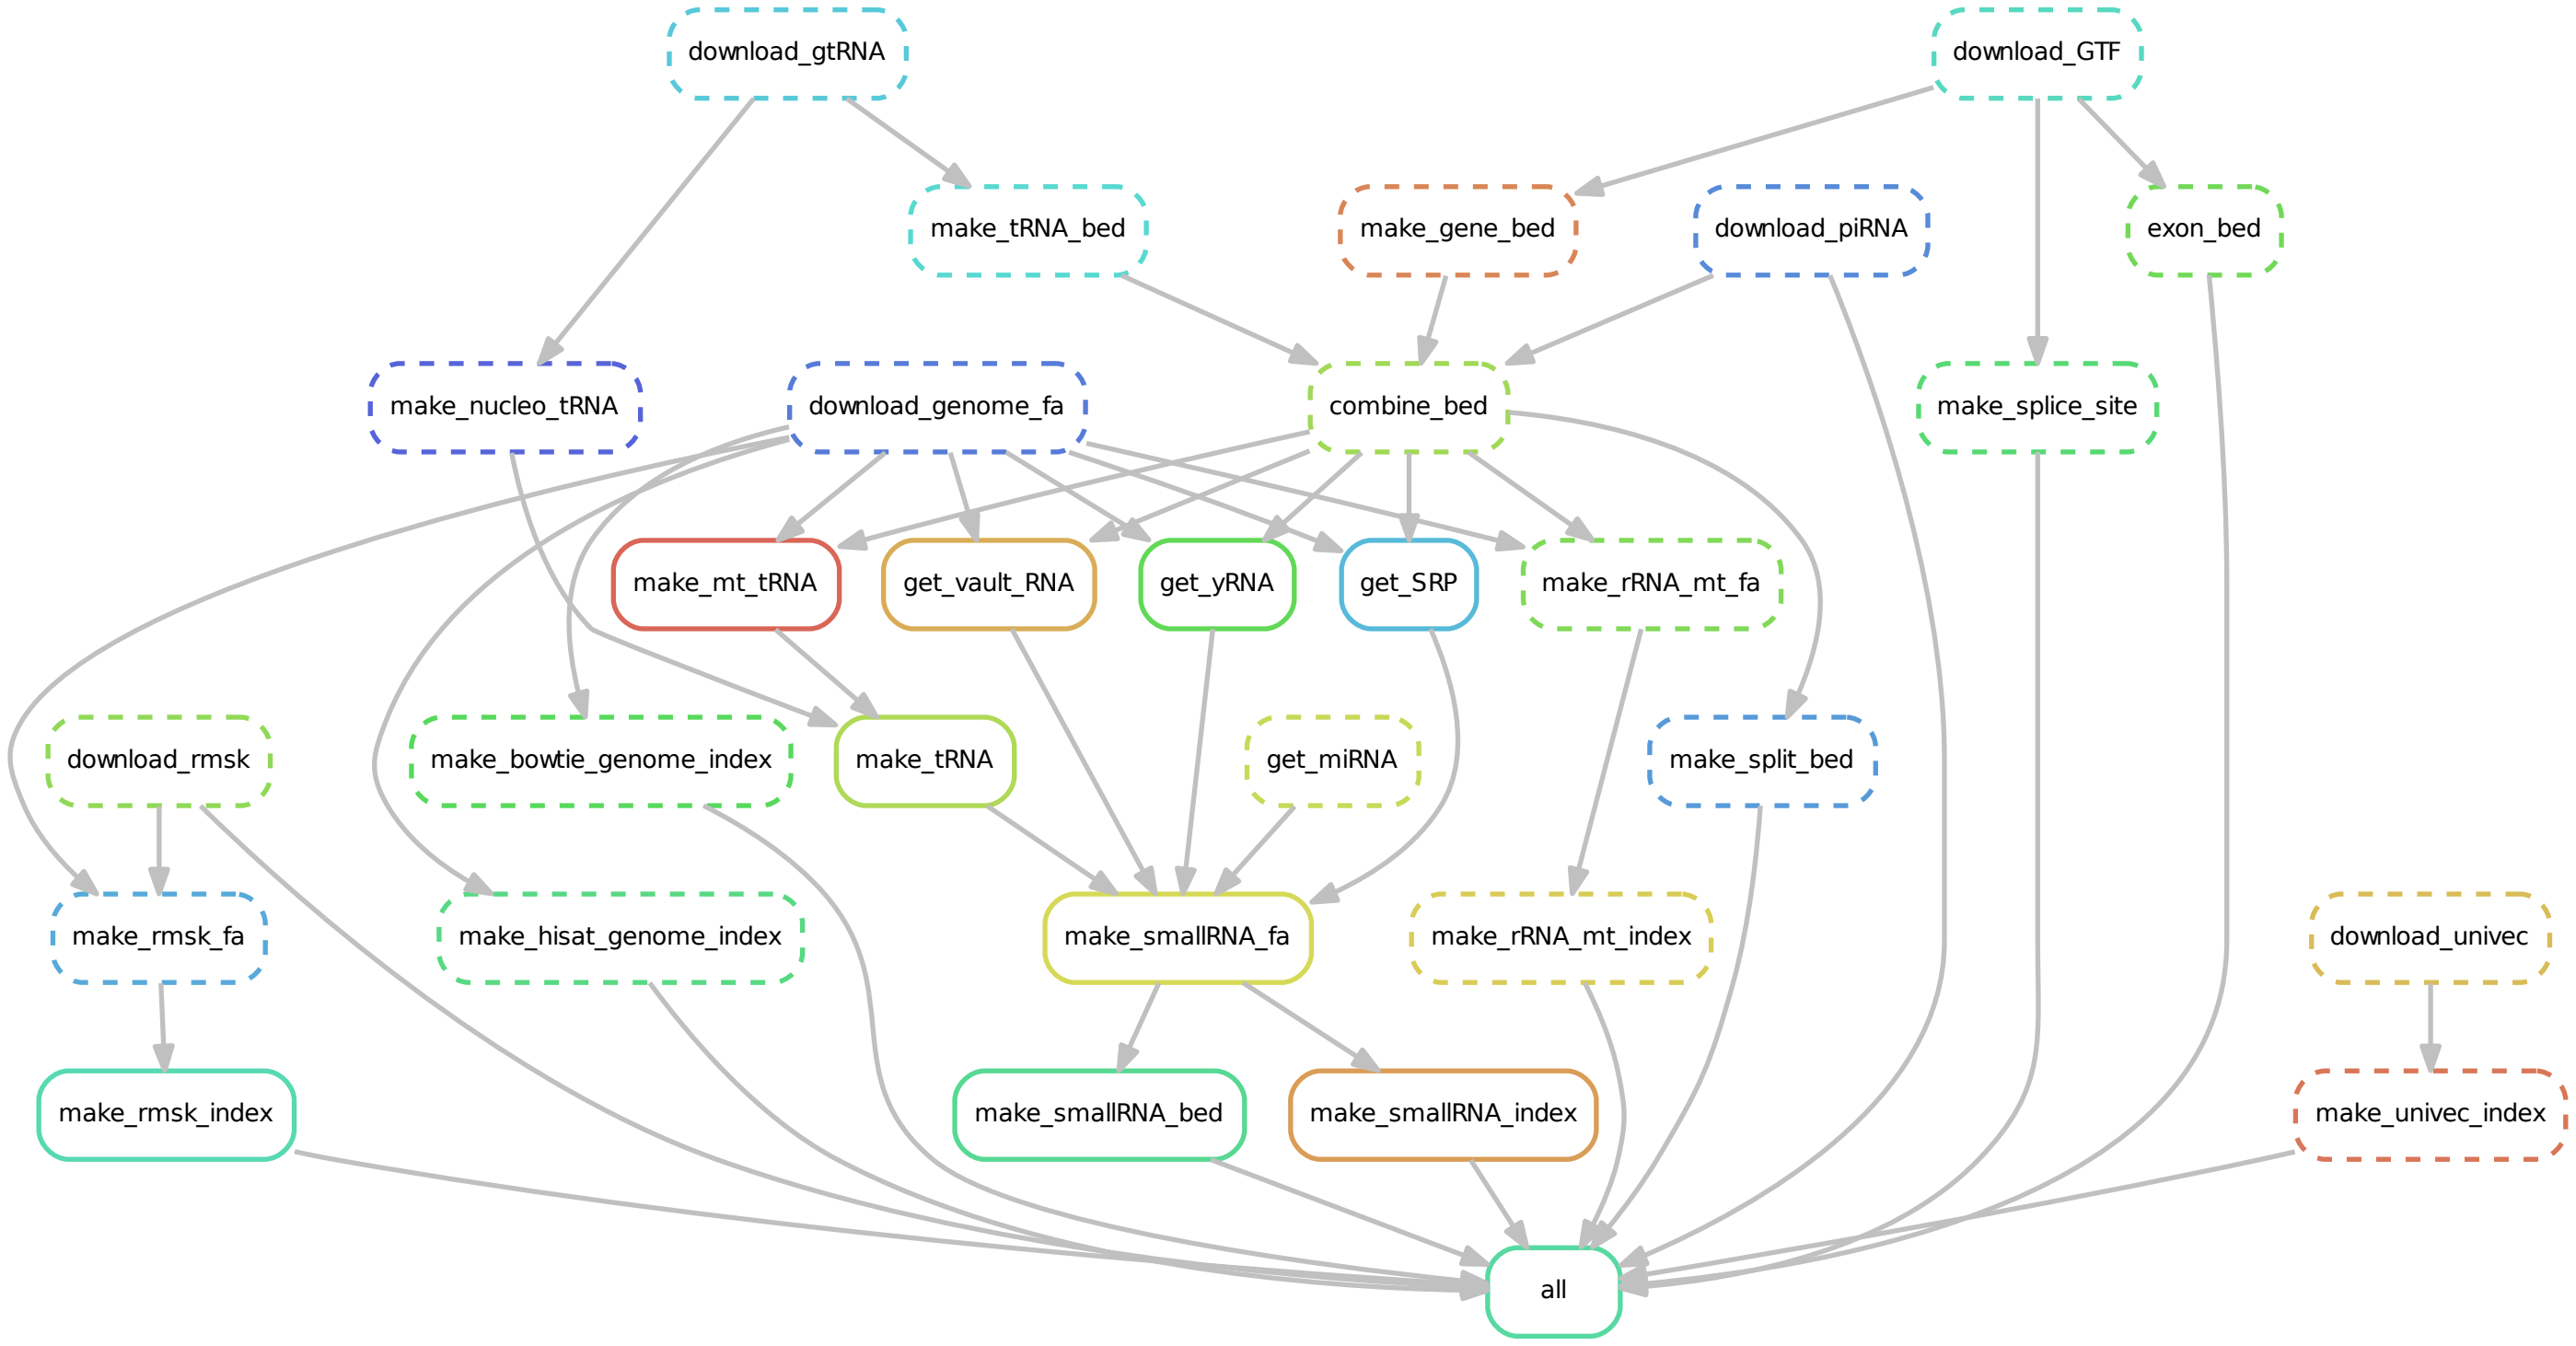 download_gtRNA
download_GTF
make_tRNA_bed
make_gene_bed
download_piRNA
exon_bed
make_nucleo_tRNA
download_genome_fa
combine_bed
make_splice_site
make_mt_tRNA
get_vault_RNA
get_yRNA
get_SRP
make_rRNA_mt_fa
download_rmsk
make_bowtie_genome_index
make_tRNA
get_miRNA
make_split_bed
make_rmsk_fa
make_hisat_genome_index
make_smallRNA_fa
make_rRNA_mt_index
download_univec
make_rmsk_index
make_smallRNA_bed
make_smallRNA_index
make_univec_index
all